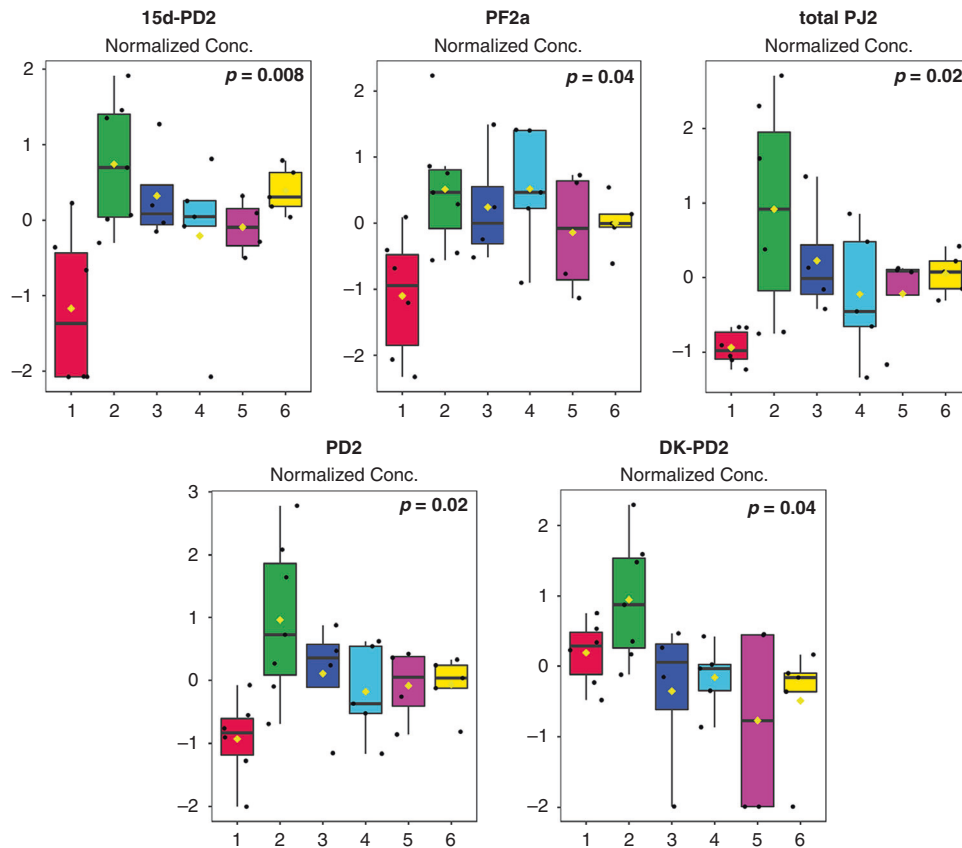 15d-PD2
Normalized Conc.
p = 0.008
2
1
0
−1
−2
1 2 3 4 5 6
PF2a
Normalized Conc.
p = 0.04
2
1
0
−1
−2
1 2 3 4 5 6
total PJ2
Normalized Conc.
p = 0.02
2
1
0
−1
1 2 3 4 5 6
PD2
Normalized Conc.
p = 0.02
3
2
1
0
−1
−2
1 2 3 4 5 6
DK-PD2
Normalized Conc.
p = 0.04
2
1
0
−1
−2
1 2 3 4 5 6